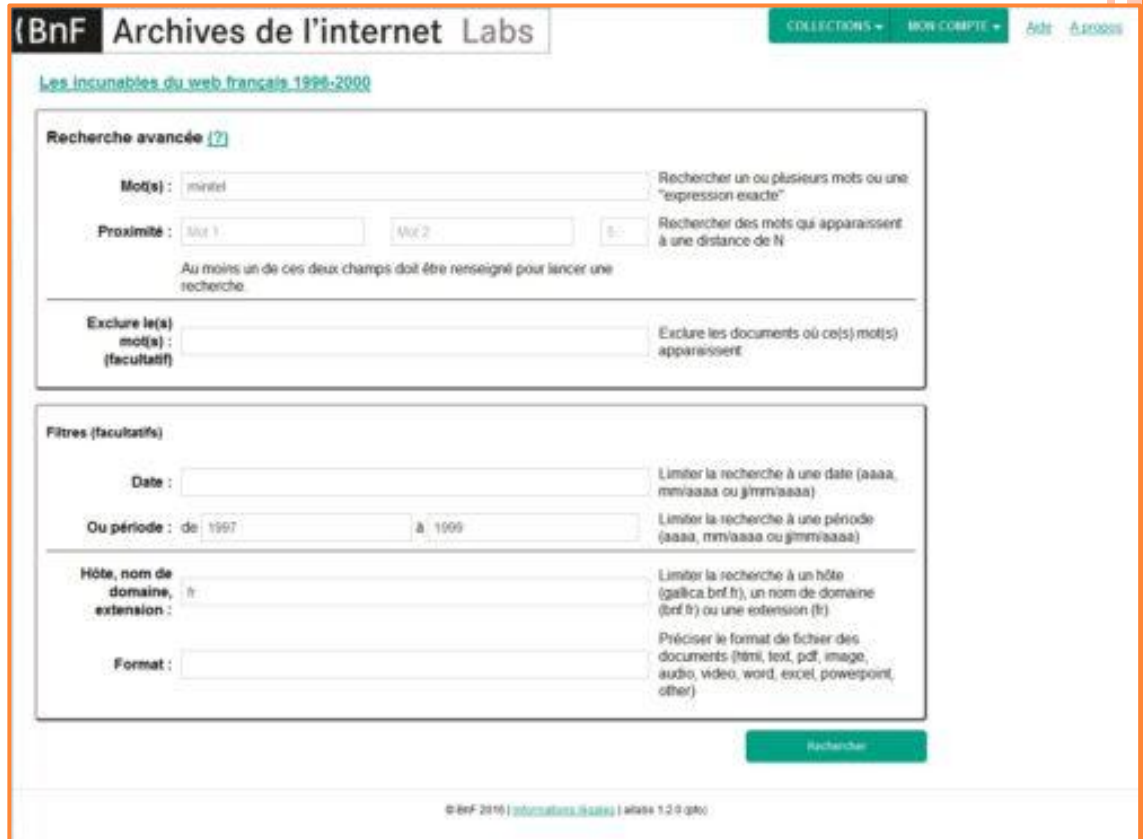 (BnF Archives de l'internet Labs
COLLECTIONS MON COMPTE Aide A propos
Les incunables du web français 1996-2000
Recherche avancée (?)
Mot(s) : minitel Rechercher un ou plusieurs mots ou une
"expression exacte"
Proximité : Mot 1 Mot 2 5 Rechercher des mots qui apparaissent
à une distance de N
Au moins un de ces deux champs doit être renseigné pour lancer une
recherche.
Exclure le(s)
mot(s) :
(facultatif)
Exclure les documents où ce(s) mot(s)
apparaissent
Filtres (facultatifs)
Date : Limiter la recherche à une date (aaaa,
mm/aaaa ou jj/mm/aaaa)
Ou période : de 1997 à 1999 Limiter la recherche à une période
(aaaa, mm/aaaa ou jj/mm/aaaa)
Hôte, nom de
domaine,
extension :
fr
Limiter la recherche à un hôte
(gallica.bnf.fr), un nom de domaine
(bnf.fr) ou une extension (fr)
Format :
Préciser le format de fichier des
documents (html, text, pdf, image,
audio, video, word, excel, powerpoint,
other)
Rechercher
© BnF 2016 | Informations légales | 1.2.0